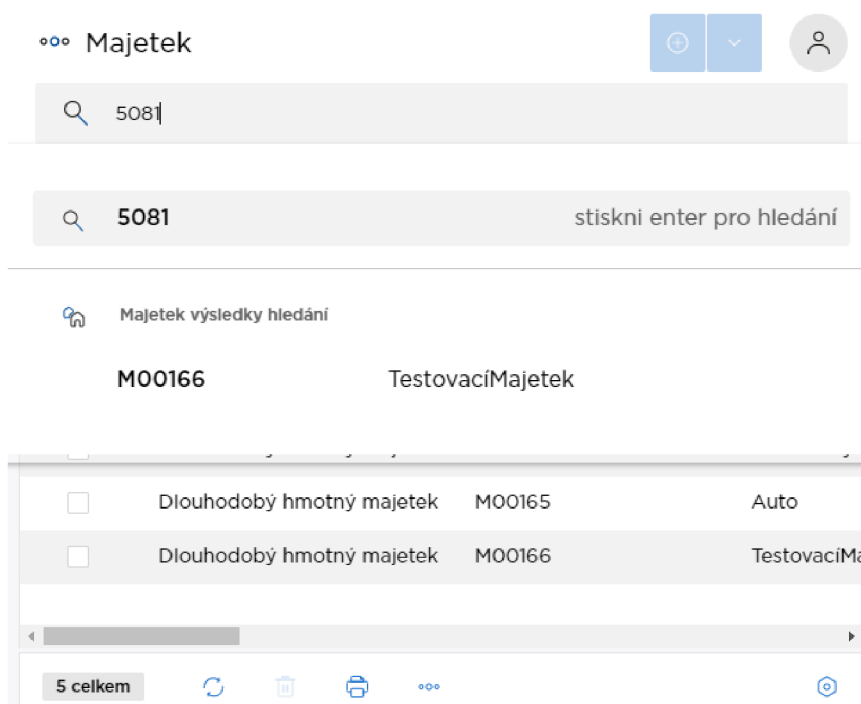 Majetek
5081
5081 stiskni enter pro hledání
Majetek výsledky hledání
M00166 TestovacíMajetek
Dlouhodobý hmotný majetek M00165 Auto
Dlouhodobý hmotný majetek M00166 TestovacíMa
5 celkem